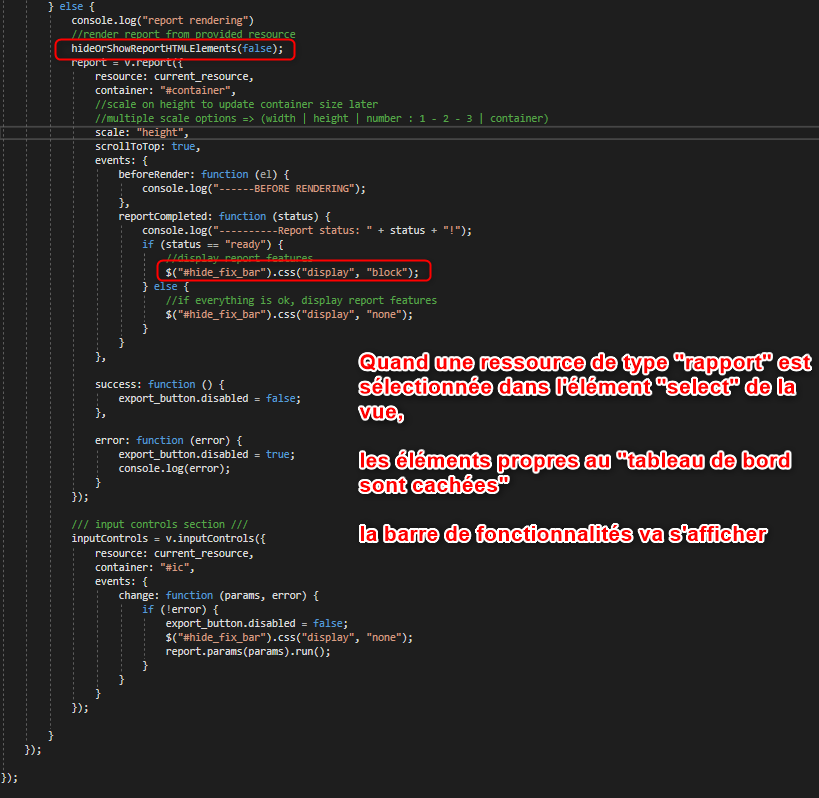 } else {
console.log("report rendering")
//render report from provided resource
hideOrShowReportHTMLElements(false);
report = v.report({
resource: current_resource,
container: "#container",
//scale on height to update container size later
//multiple scale options => (width | height | number : 1 - 2 - 3 | container)
scale: "height",
scrollToTop: true,
events: {
beforeRender: function (el) {
console.log("------BEFORE RENDERING");
},
reportCompleted: function (status) {
console.log("----------Report status: " + status + "!");
if (status == "ready") {
//display report features
$("#hide_fix_bar").css("display", "block");
} else {
//if everything is ok, display report features
$("#hide_fix_bar").css("display", "none");
}
}
},
success: function () {
export_button.disabled = false;
},
error: function (error) {
export_button.disabled = true;
console.log(error);
}
});
/// input controls section ///
inputControls = v.inputControls({
resource: current_resource,
container: "#ic",
events: {
change: function (params, error) {
if (!error) {
export_button.disabled = false;
$("#hide_fix_bar").css("display", "none");
report.params(params).run();
}
}
}
});
}
});
});
Quand une ressource de type "rapport" est
sélectionnée dans l'élément "select" de la
vue,
les éléments propres au "tableau de bord
sont cachées"
la barre de fonctionnalités va s'afficher